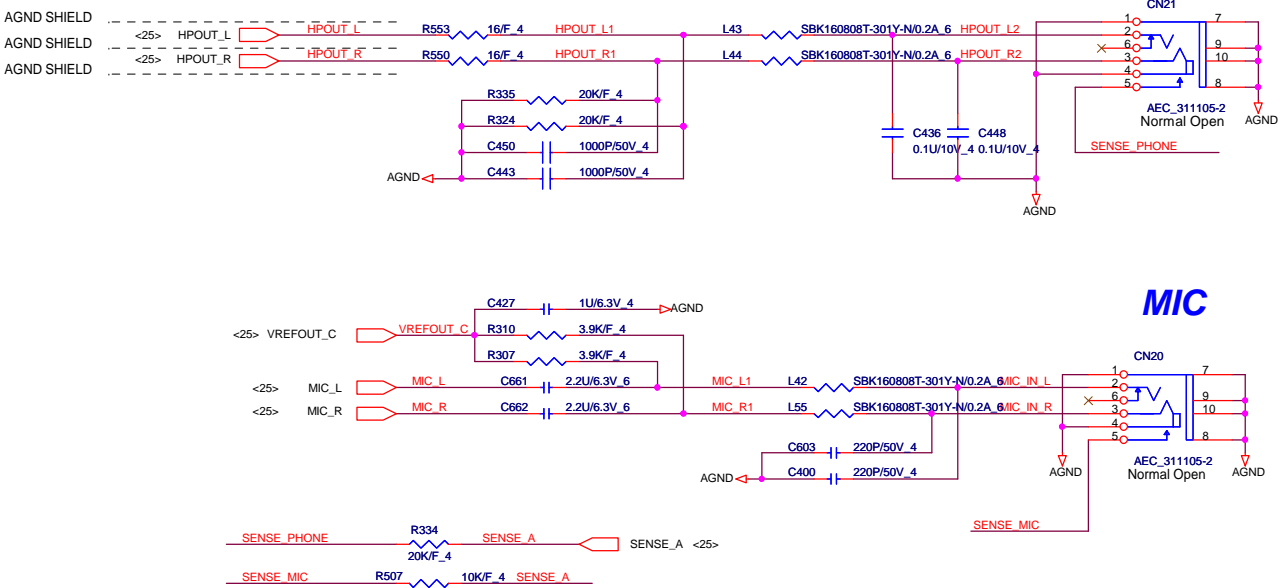 CN21
AGND SHIELD
<25> HPOUT_L HPOUT_L R553 16/F_4 HPOUT_L1 L43 SBK160808T-301Y-N/0.2A_6 HPOUT_L2 1 7
2
AGND SHIELD 6 9
<25> HPOUT_R HPOUT_R R550 16/F_4 HPOUT_R1 L44 SBK160808T-301Y-N/0.2A_6 HPOUT_R2 3 10
AGND SHIELD 4
5 8
R335 20K/F_4
AEC_311105-2
Normal Open AGND
R324 20K/F_4
C436 C448
0.1U/10V_4 0.1U/10V_4
C450 1000P/50V_4 SENSE_PHONE
C443 1000P/50V_4
AGND
AGND
MIC
C427 1U/6.3V_4 AGND
<25> VREFOUT_C VREFOUT_C R310 3.9K/F_4
R307 3.9K/F_4 CN20
1 7
<25> MIC_L MIC_L C661 2.2U/6.3V_6 MIC_L1 L42 SBK160808T-301Y-N/0.2A_6 MIC_IN_L 2
6 9
<25> MIC_R MIC_R C662 2.2U/6.3V_6 MIC_R1 L55 SBK160808T-301Y-N/0.2A_6 MIC_IN_R 3 10
4
5 8
C603 220P/50V_4
AEC_311105-2
Normal Open
AGND C400 220P/50V_4 AGND AGND
SENSE_MIC
SENSE_PHONE R334 SENSE_A SENSE_A <25>
20K/F_4
SENSE_MIC R507 10K/F_4 SENSE_A